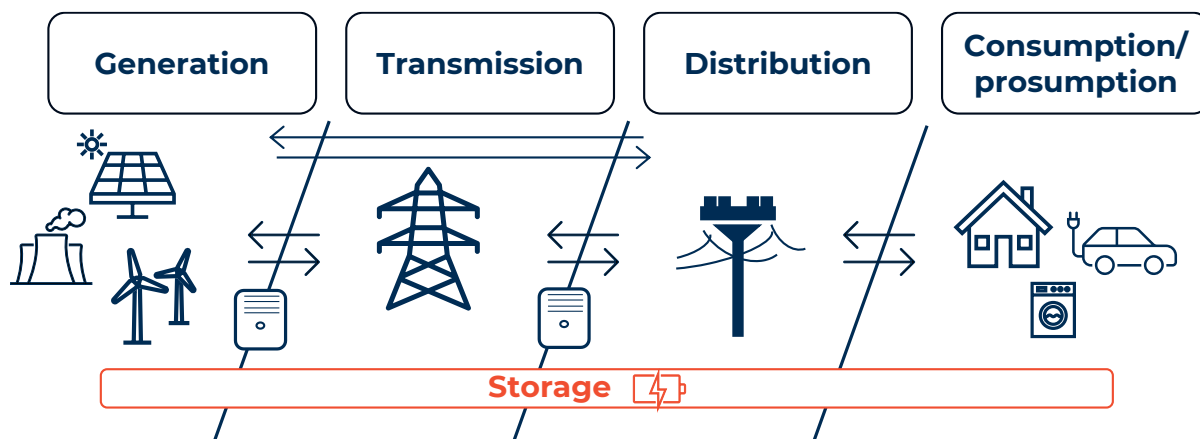 Generation
Transmission
Distribution
Consumption/
prosumption
Storage